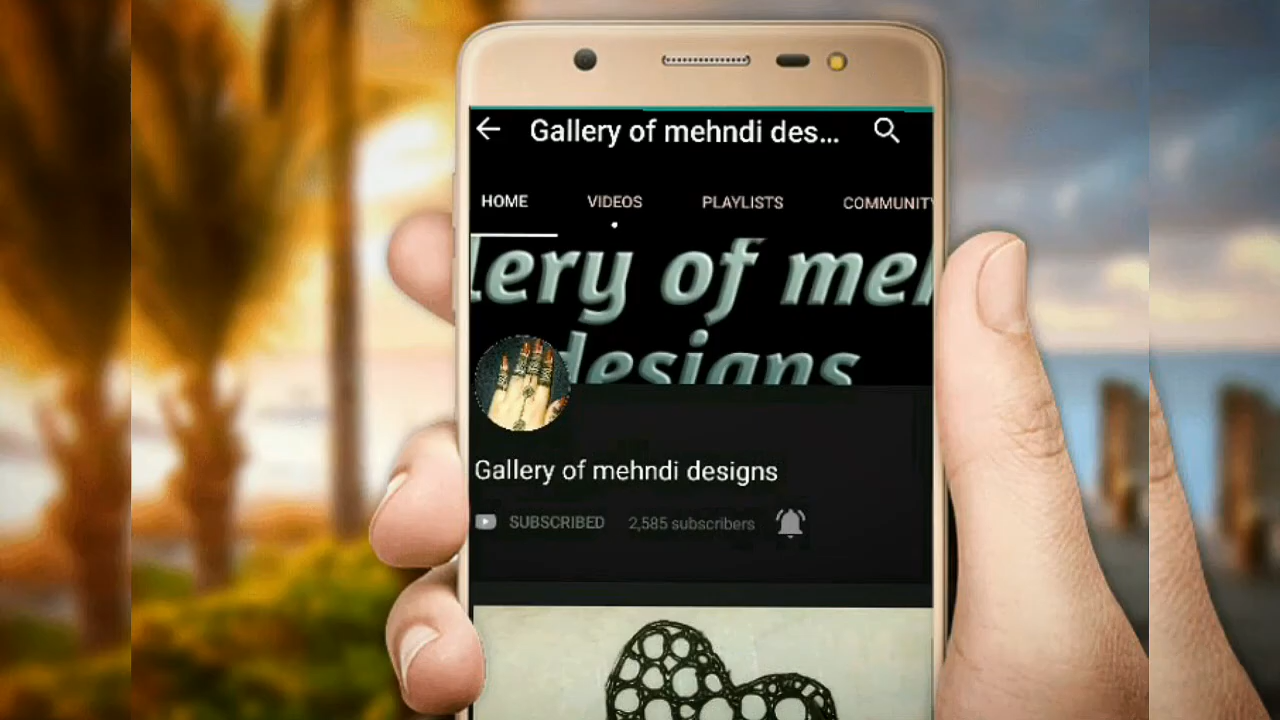 Gallery of mehndi des...
HOME VIDEOS PLAYLISTS COMMUNITY
lery of meh
designs
Gallery of mehndi designs
SUBSCRIBED 2,585 subscribers